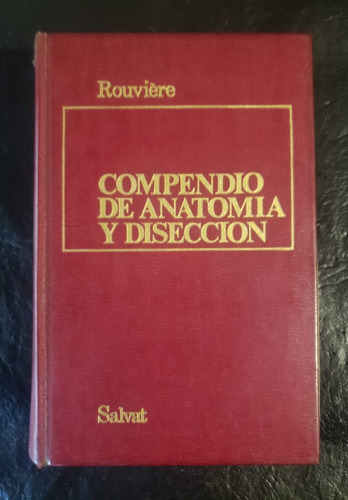 Rouvière
COMPENDIO
DE ANATOMIA
Y DISECCION
Salvat